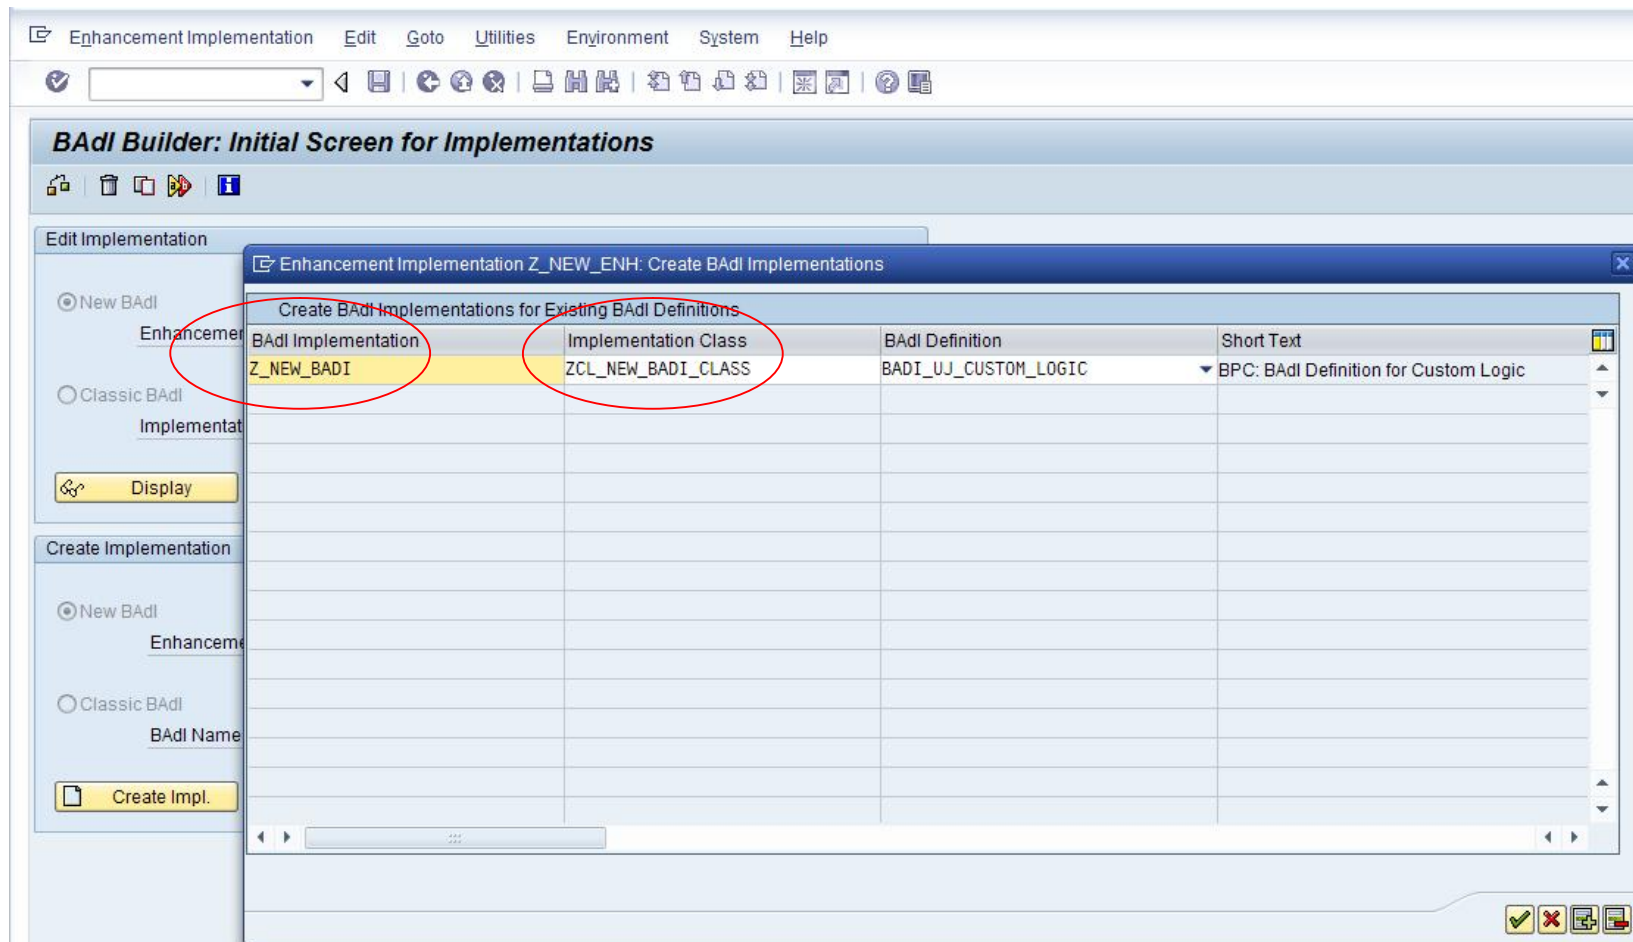 Enhancement Implementation Edit Goto Utilities Environment System Help
BAdI Builder: Initial Screen for Implementations
Edit Implementation
Enhancement Implementation Z_NEW_ENH: Create BAdI Implementations
New BAdI
Create BAdI Implementations for Existing BAdI Definitions
Enhancemen
BAdI Implementation Implementation Class BAdI Definition Short Text
Z_NEW_BADI ZCL_NEW_BADI_CLASS BADI_UJ_CUSTOM_LOGIC BPC: BAdI Definition for Custom Logic
Classic BAdI
Implementat
Display
Create Implementation
New BAdI
Enhanceme
Classic BAdI
BAdI Name
Create Impl.